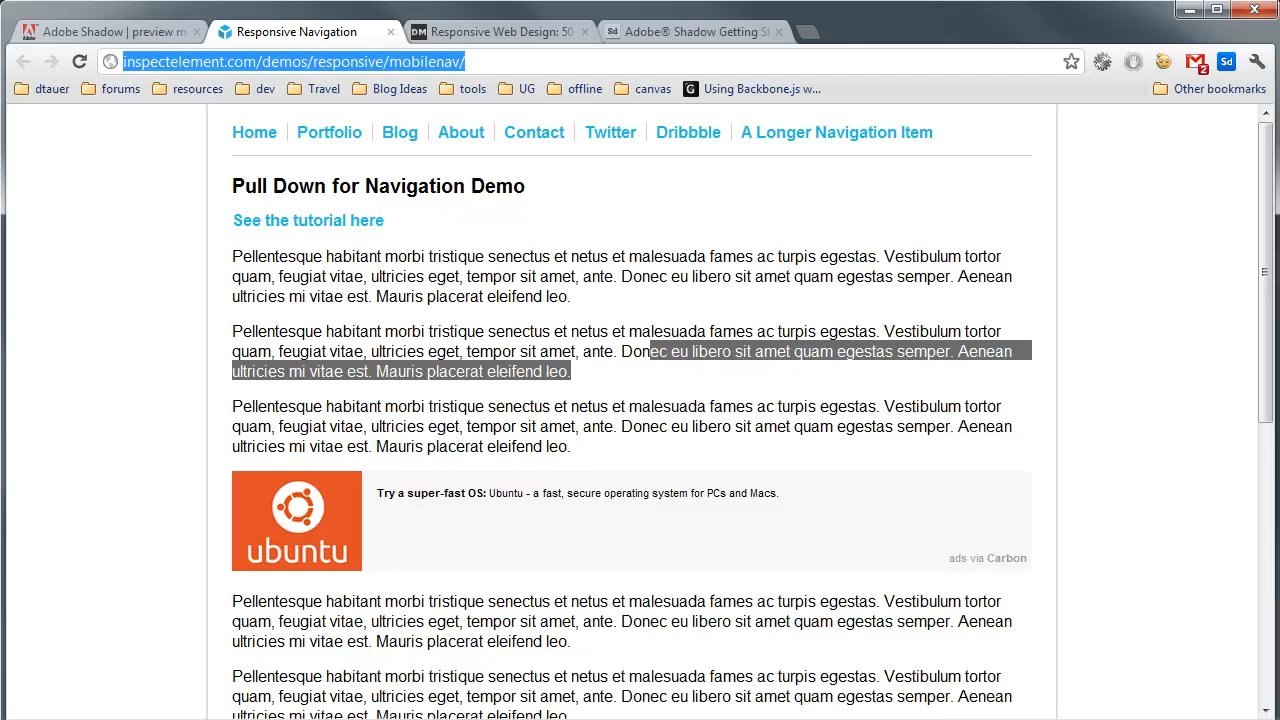 Adobe Shadow | preview m
Responsive Navigation
DM Responsive Web Design: 50
Sd Adobe® Shadow Getting St
inspectelement.com/demos/responsive/mobilenav/
2
Sd
dtauer forums resources dev Travel Blog Ideas tools UG offline canvas G Using Backbone.js w... Other bookmarks
Home Portfolio Blog About Contact Twitter Dribbble A Longer Navigation Item
Pull Down for Navigation Demo
See the tutorial here
Pellentesque habitant morbi tristique senectus et netus et malesuada fames ac turpis egestas. Vestibulum tortor
quam, feugiat vitae, ultricies eget, tempor sit amet, ante. Donec eu libero sit amet quam egestas semper. Aenean
ultricies mi vitae est. Mauris placerat eleifend leo.
Pellentesque habitant morbi tristique senectus et netus et malesuada fames ac turpis egestas. Vestibulum tortor
quam, feugiat vitae, ultricies eget, tempor sit amet, ante. Donec eu libero sit amet quam egestas semper. Aenean
ultricies mi vitae est. Mauris placerat eleifend leo.
Pellentesque habitant morbi tristique senectus et netus et malesuada fames ac turpis egestas. Vestibulum tortor
quam, feugiat vitae, ultricies eget, tempor sit amet, ante. Donec eu libero sit amet quam egestas semper. Aenean
ultricies mi vitae est. Mauris placerat eleifend leo.
ubuntu
Try a super-fast OS: Ubuntu - a fast, secure operating system for PCs and Macs.
ads via Carbon
Pellentesque habitant morbi tristique senectus et netus et malesuada fames ac turpis egestas. Vestibulum tortor
quam, feugiat vitae, ultricies eget, tempor sit amet, ante. Donec eu libero sit amet quam egestas semper. Aenean
ultricies mi vitae est. Mauris placerat eleifend leo.
Pellentesque habitant morbi tristique senectus et netus et malesuada fames ac turpis egestas. Vestibulum tortor
quam, feugiat vitae, ultricies eget, tempor sit amet, ante. Donec eu libero sit amet quam egestas semper. Aenean
ultricies mi vitae est. Mauris placerat eleifend leo.